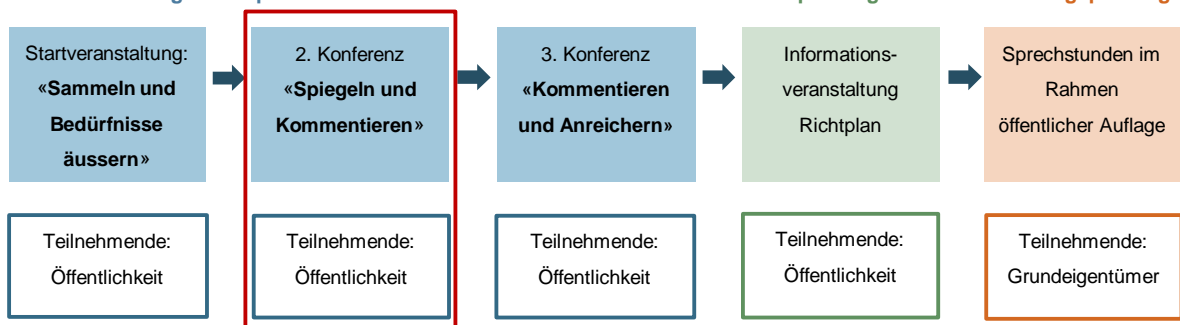 Startveranstaltung:
«Sammeln und
Bedürfnisse
äussern»
2. Konferenz
«Spiegeln und
Kommentieren»
3. Konferenz
«Kommentieren
und Anreichern»
Informations-
veranstaltung
Richtplan
Sprechstunden im
Rahmen
öffentlicher Auflage
Teilnehmende:
Öffentlichkeit
Teilnehmende:
Öffentlichkeit
Teilnehmende:
Öffentlichkeit
Teilnehmende:
Öffentlichkeit
Teilnehmende:
Grundeigentümer